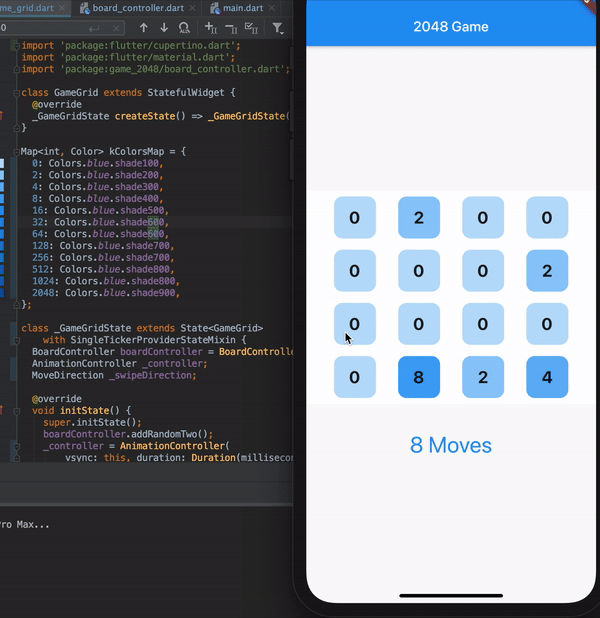 me_grid.dart board_controller.dart main.dart
0
import 'package:flutter/cupertino.dart';
import 'package:flutter/material.dart';
import 'package:game_2048/board_controller.dart';
class GameGrid extends StatefulWidget {
@override
_GameGridState createState() => _GameGridState(
}
Map<int, Color> kColorsMap = {
0: Colors.blue.shade100,
2: Colors.blue.shade200,
4: Colors.blue.shade300,
8: Colors.blue.shade400,
16: Colors.blue.shade500,
32: Colors.blue.shade600,
64: Colors.blue.shade600,
128: Colors.blue.shade700,
256: Colors.blue.shade700,
512: Colors.blue.shade800,
1024: Colors.blue.shade800,
2048: Colors.blue.shade900,
};
class _GameGridState extends State<GameGrid>
with SingleTickerProviderStateMixin {
BoardController boardController = BoardControlle
AnimationController _controller;
MoveDirection _swipeDirection;
@override
void initState() {
super.initState();
boardController.addRandomTwo();
_controller = AnimationController(
vsync: this, duration: Duration(millisecon
Pro Max...
2048 Game
0 2 0 0
0 0 0 2
0 0 0 0
0 8 2 4
8 Moves